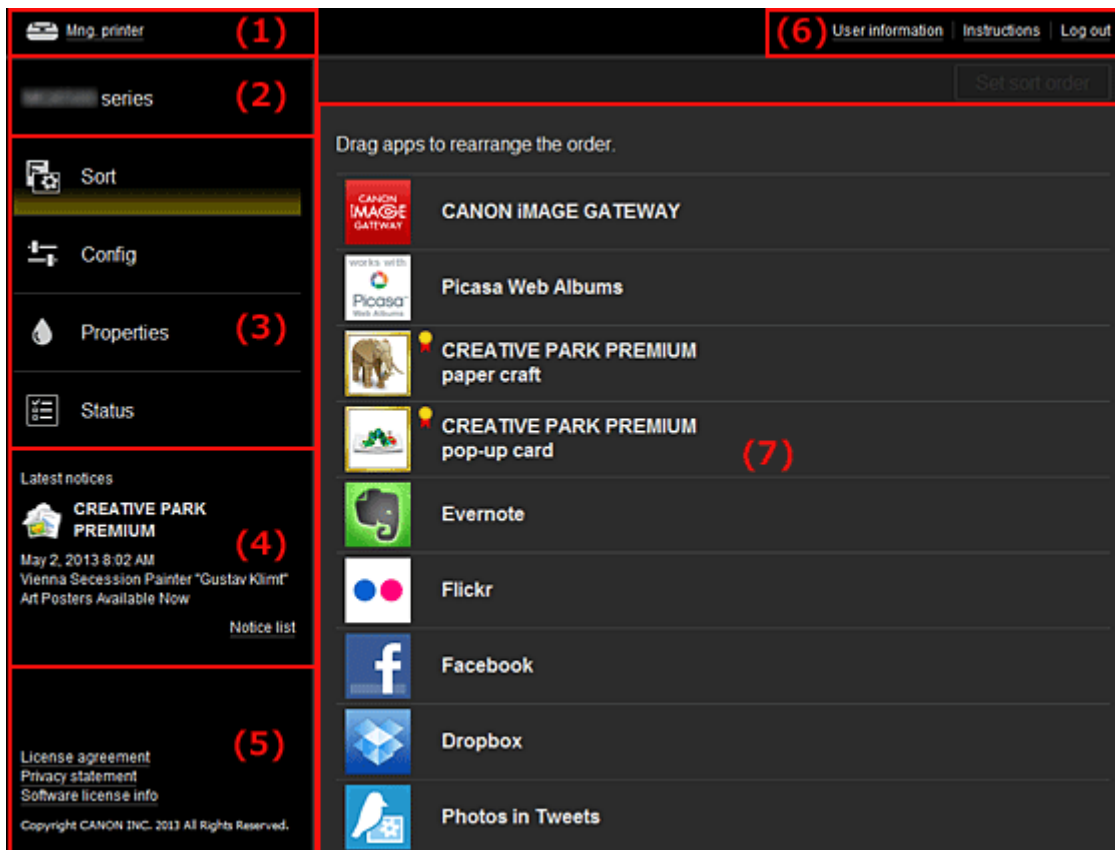 Mng. printer
(1)
(6)
User information
Instructions
Log out
series
(2)
Set sort order
Sort
Config
Properties
(3)
Status
Latest notices
CREATIVE PARK
PREMIUM
(4)
May 2, 2013 8:02 AM
Vienna Secession Painter "Gustav Klimt"
Art Posters Available Now
Notice list
(5)
License agreement
Privacy statement
Software license info
Copyright CANON INC. 2013 All Rights Reserved.
Drag apps to rearrange the order.
CANON
iMAGE
GATEWAY
CANON iMAGE GATEWAY
works with
Picasa™
Web Albums
Picasa Web Albums
CREATIVE PARK PREMIUM
paper craft
CREATIVE PARK PREMIUM
pop-up card
(7)
Evernote
Flickr
f
Facebook
Dropbox
Photos in Tweets